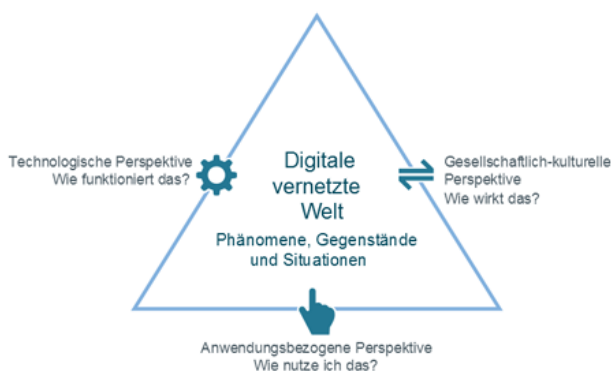 Technologische Perspektive
Wie funktioniert das?
Digitale
vernetzte
Welt
Phänomene, Gegenstände
und Situationen
Gesellschaftlich-kulturelle
Perspektive
Wie wirkt das?
Anwendungsbezogene Perspektive
Wie nutze ich das?